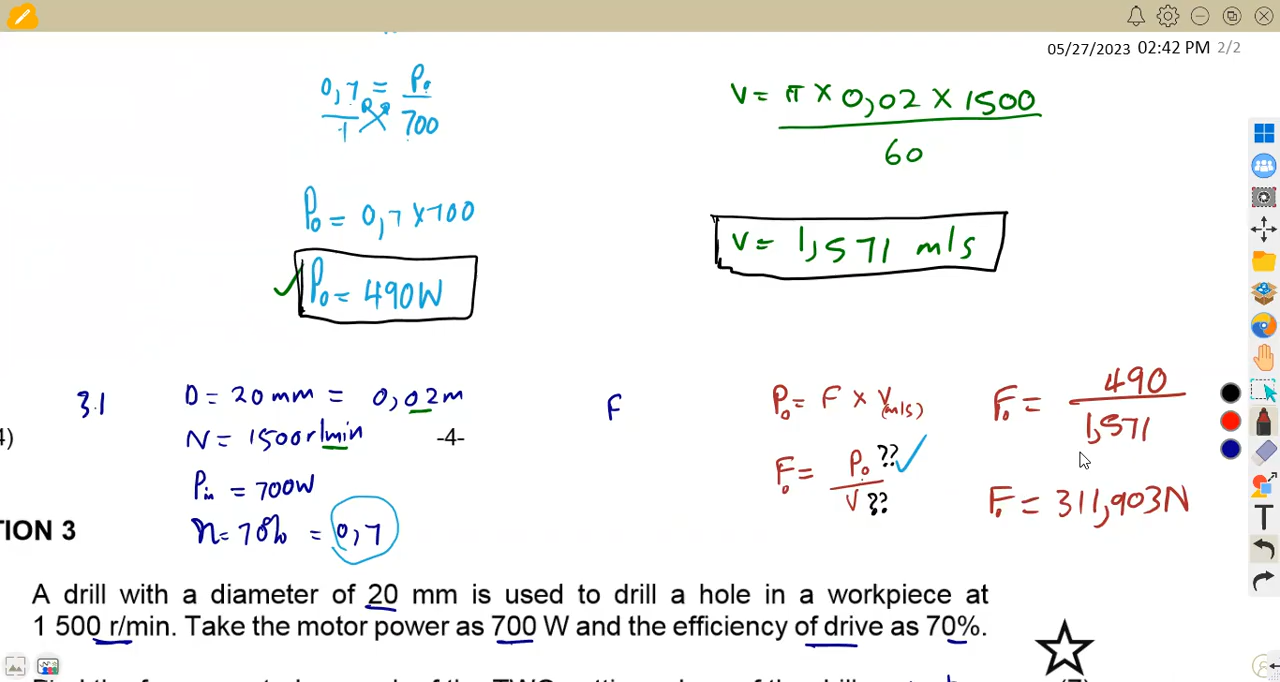 05/27/2023 02:42 PM 2/2
0,7 = P₀
1 700
P₀ = 0,7 × 700
P₀ = 490W
V = π × 0,02 × 1500
60
V = 1,571 m/s
3.1
D = 20mm = 0,02m
N = 1500r/min
Pin = 700W
η = 70% = 0,7
4)
-4-
F
P₀ = F × V(m/s)
F₀ = P₀ ??
V ??
F₀ = 490
1,571
F₀ = 311,903N
TION 3
A drill with a diameter of 20 mm is used to drill a hole in a workpiece at
1 500 r/min. Take the motor power as 700 W and the efficiency of drive as 70%.